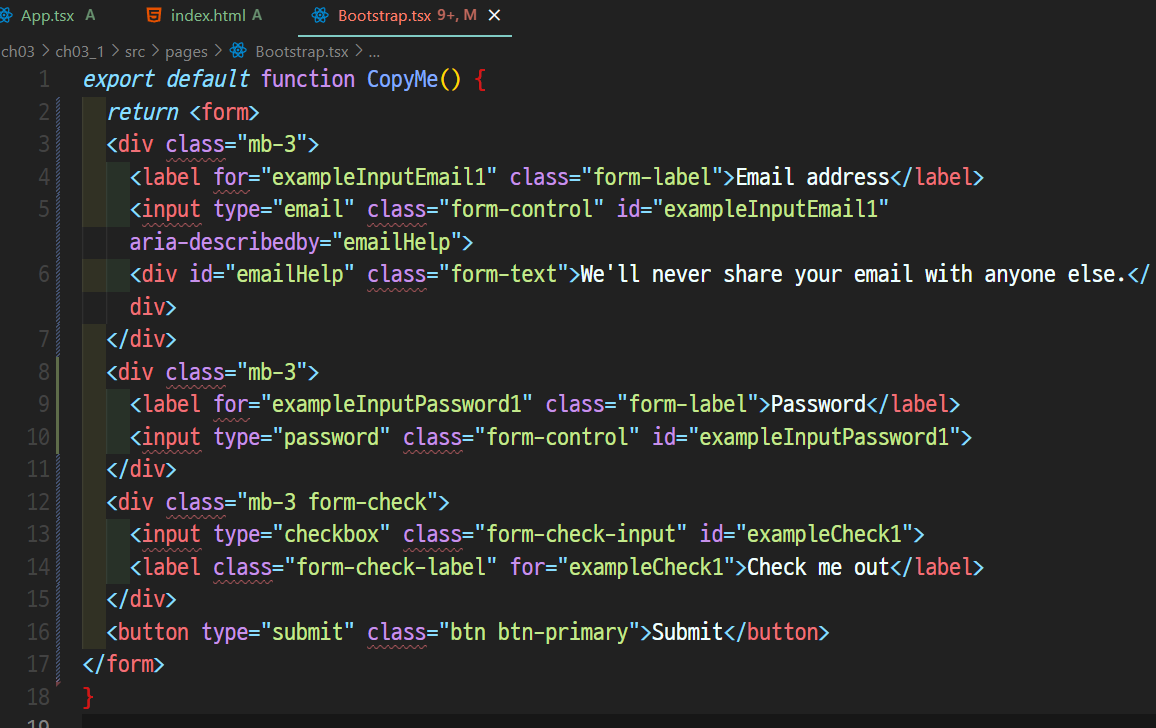 App.tsx A index.html A Bootstrap.tsx 9+, M
ch03 > ch03_1 > src > pages > Bootstrap.tsx > ...
1 export default function CopyMe() {
2 return <form>
3 <div class="mb-3">
4 <label for="exampleInputEmail1" class="form-label">Email address</label>
5 <input type="email" class="form-control" id="exampleInputEmail1"
aria-describedby="emailHelp">
6 <div id="emailHelp" class="form-text">We'll never share your email with anyone else.</
div>
7 </div>
8 <div class="mb-3">
9 <label for="exampleInputPassword1" class="form-label">Password</label>
10 <input type="password" class="form-control" id="exampleInputPassword1">
11 </div>
12 <div class="mb-3 form-check">
13 <input type="checkbox" class="form-check-input" id="exampleCheck1">
14 <label class="form-check-label" for="exampleCheck1">Check me out</label>
15 </div>
16 <button type="submit" class="btn btn-primary">Submit</button>
17 </form>
18 }
19